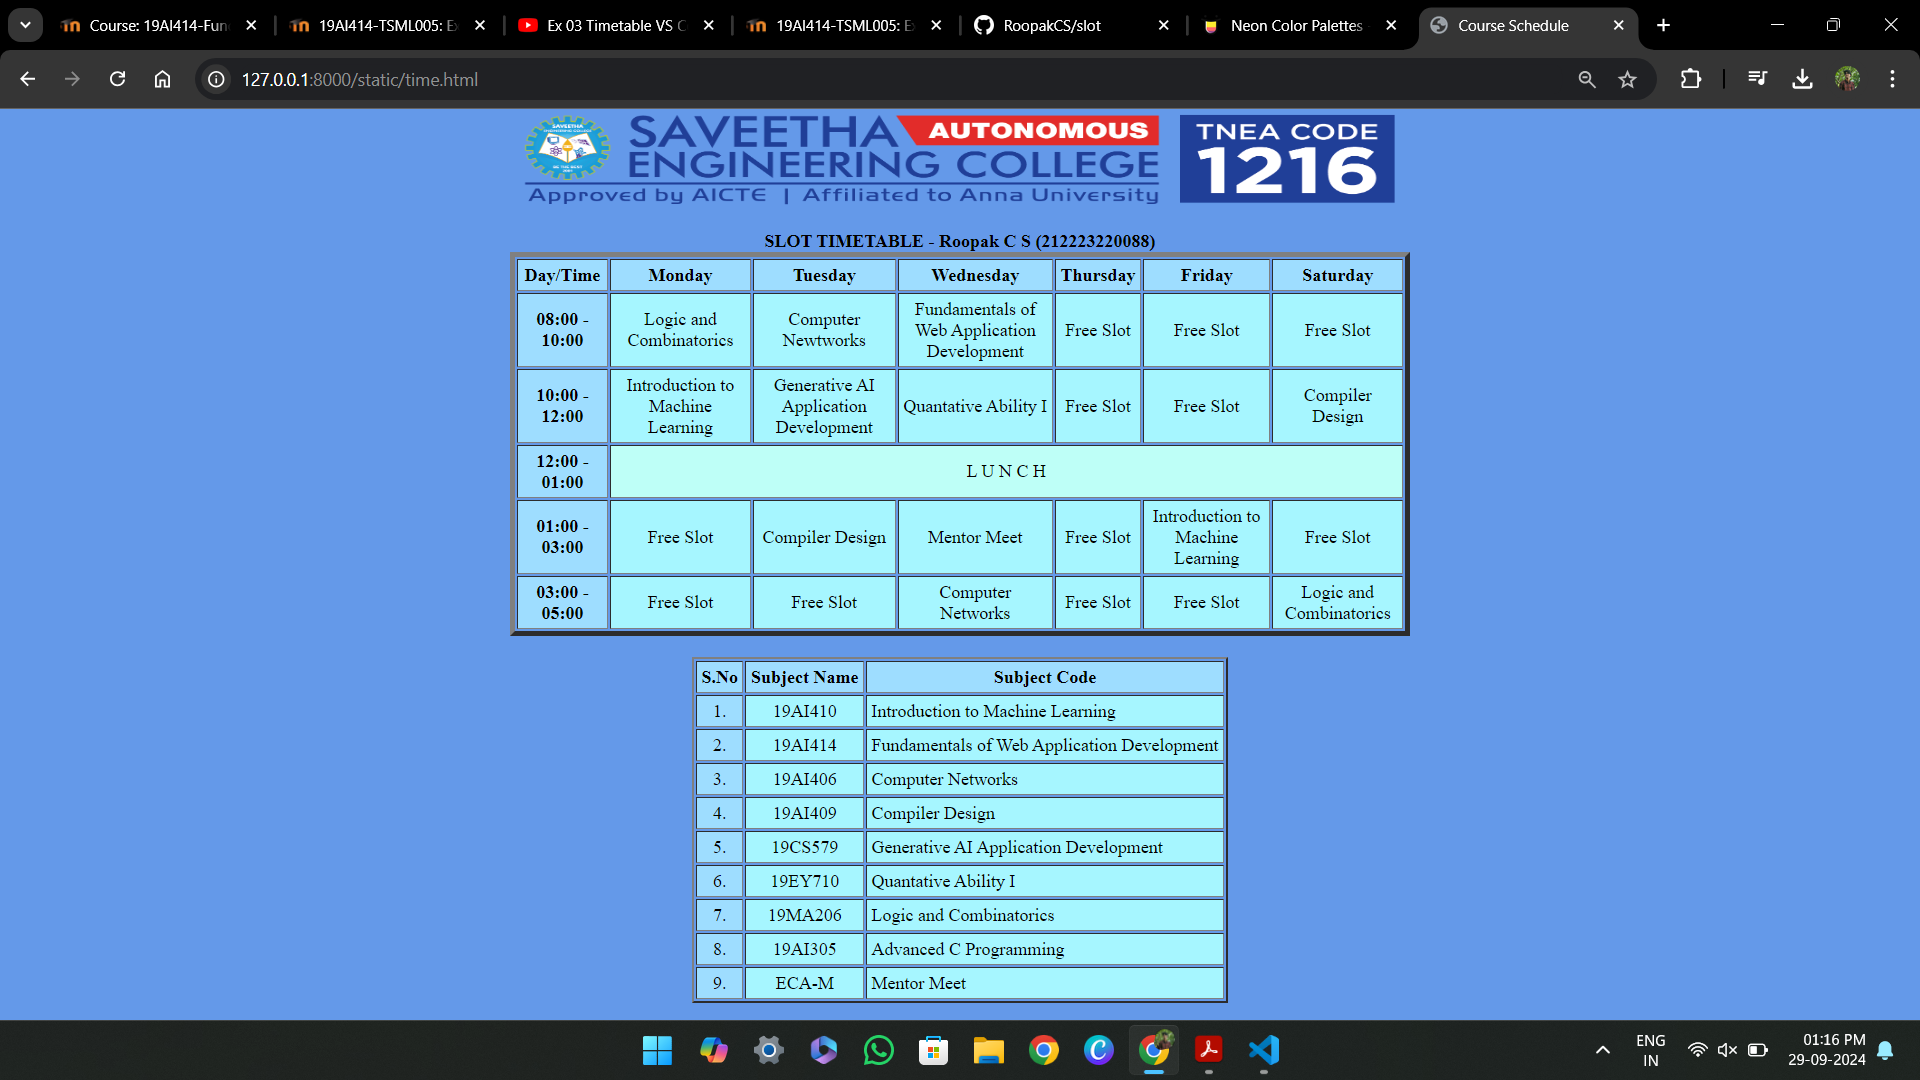 Course: 19AI414-Fun
19AI414-TSML005: Ex
Ex 03 Timetable VS C
19AI414-TSML005: Ex
RoopakCS/slot
Neon Color Palettes
Course Schedule
127.0.0.1:8000/static/time.html
SAVEETHA AUTONOMOUS
ENGINEERING COLLEGE
Approved by AICTE | Affiliated to Anna University
TNEA CODE
1216
SLOT TIMETABLE - Roopak C S (212223220088)
Day/Time Monday Tuesday Wednesday Thursday Friday Saturday
08:00 -
10:00
Logic and
Combinatorics
Computer
Newtworks
Fundamentals of
Web Application
Development
Free Slot
Free Slot
Free Slot
10:00 -
12:00
Introduction to
Machine
Learning
Generative AI
Application
Development
Quantative Ability I
Free Slot
Free Slot
Compiler
Design
12:00 -
01:00
L U N C H
01:00 -
03:00
Free Slot
Compiler Design
Mentor Meet
Free Slot
Introduction to
Machine
Learning
Free Slot
03:00 -
05:00
Free Slot
Free Slot
Computer
Networks
Free Slot
Free Slot
Logic and
Combinatorics
S.No Subject Name Subject Code
1. 19AI410 Introduction to Machine Learning
2. 19AI414 Fundamentals of Web Application Development
3. 19AI406 Computer Networks
4. 19AI409 Compiler Design
5. 19CS579 Generative AI Application Development
6. 19EY710 Quantative Ability I
7. 19MA206 Logic and Combinatorics
8. 19AI305 Advanced C Programming
9. ECA-M Mentor Meet
ENG
IN
01:16 PM
29-09-2024